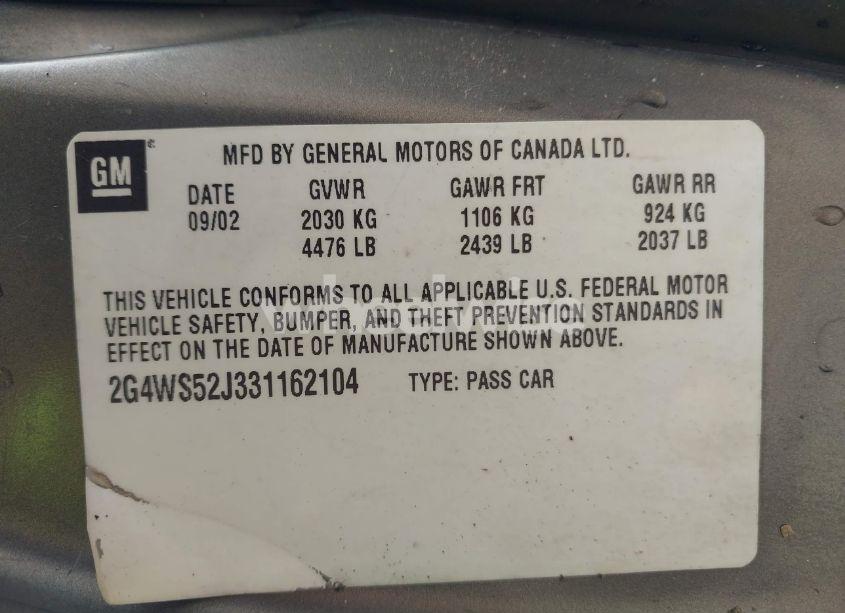 GM
MFD BY GENERAL MOTORS OF CANADA LTD.
DATE GVWR GAWR FRT GAWR RR
09/02 2030 KG 1106 KG 924 KG
4476 LB 2439 LB 2037 LB
THIS VEHICLE CONFORMS TO ALL APPLICABLE U.S. FEDERAL MOTOR
VEHICLE SAFETY, BUMPER, AND THEFT PREVENTION STANDARDS IN
EFFECT ON THE DATE OF MANUFACTURE SHOWN ABOVE.
2G4WS52J331162104 TYPE: PASS CAR